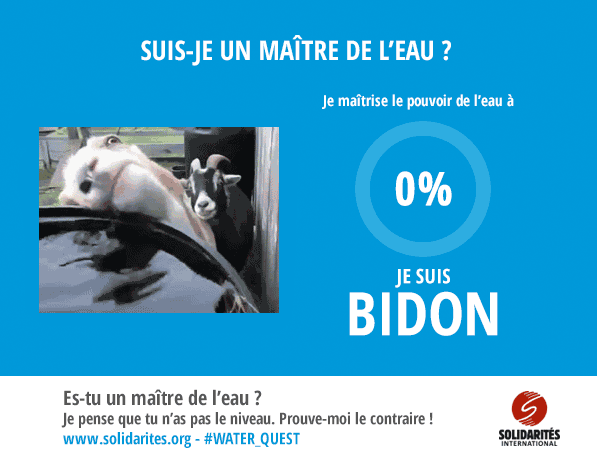 SUIS-JE UN MAÎTRE DE L'EAU ?
Je maîtrise le pouvoir de l'eau à
0%
JE SUIS
BIDON
Es-tu un maître de l'eau ?
Je pense que tu n'as pas le niveau. Prouve-moi le contraire !
www.solidarites.org - #WATER_QUEST
SOLIDARITÉS
INTERNATIONAL